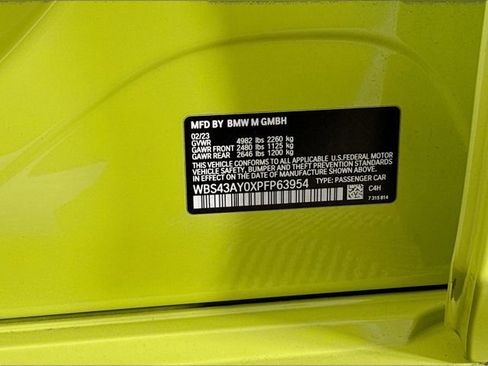 MFD BY BMW M GMBH
02/23
GVWR 4982 lbs 2260 kg
GAWR FRONT 2480 lbs 1125 kg
GAWR REAR 2646 lbs 1200 kg
THIS VEHICLE CONFORMS TO ALL APPLICABLE U.S.FEDERAL MOTOR
VEHICLE SAFETY, BUMPER, AND THEFT PREVENTION STANDARDS IN
EFFECT ON THE DATE OF MANUFACTURE SHOWN ABOVE.
WBS43AY0XPFP63954 TYPE: PASSENGER CAR
C4H
7 315 814